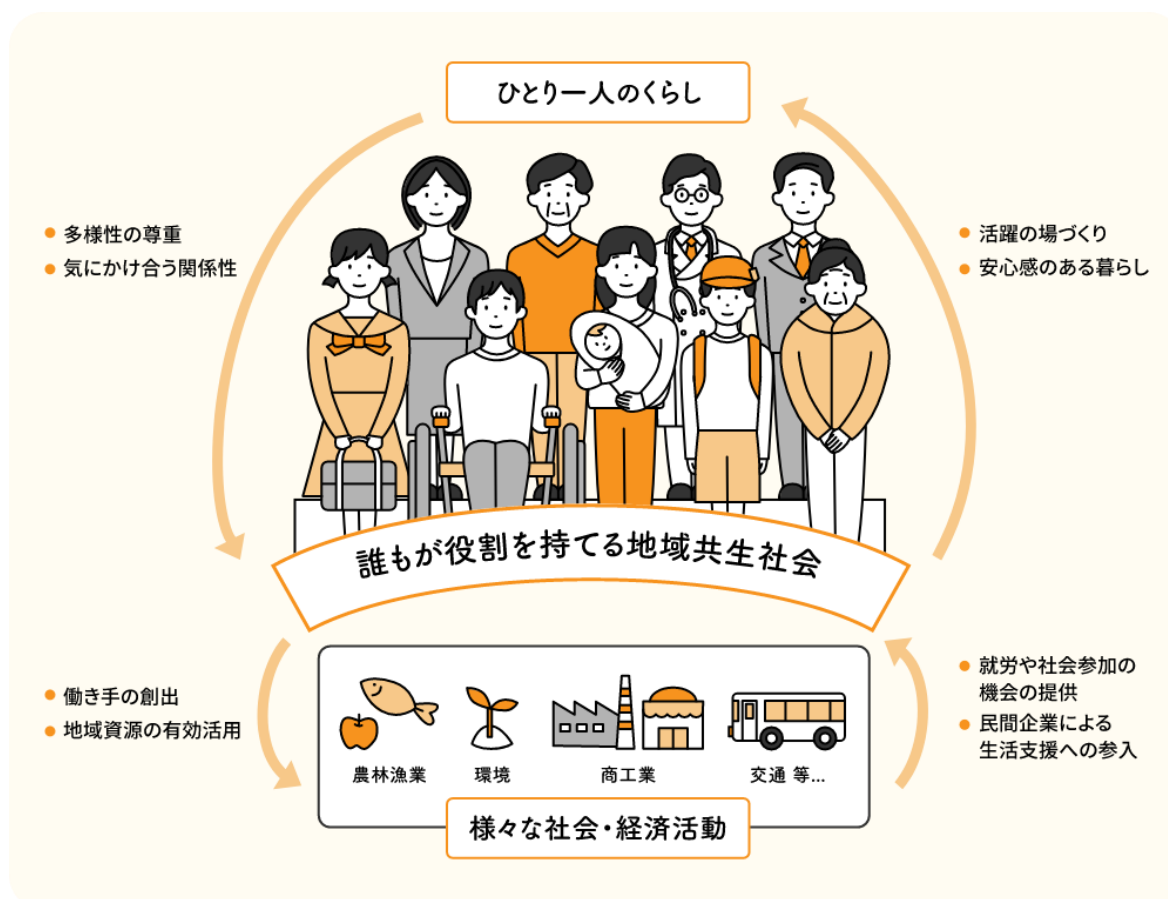 ひとり一人のくらし
多様性の尊重
気にかけ合う関係性
活躍の場づくり
安心感のある暮らし
誰もが役割を持てる地域共生社会
働き手の創出
地域資源の有効活用
就労や社会参加の
機会の提供
民間企業による
生活支援への参入
農林漁業
環境
商工業
交通 等...
様々な社会・経済活動